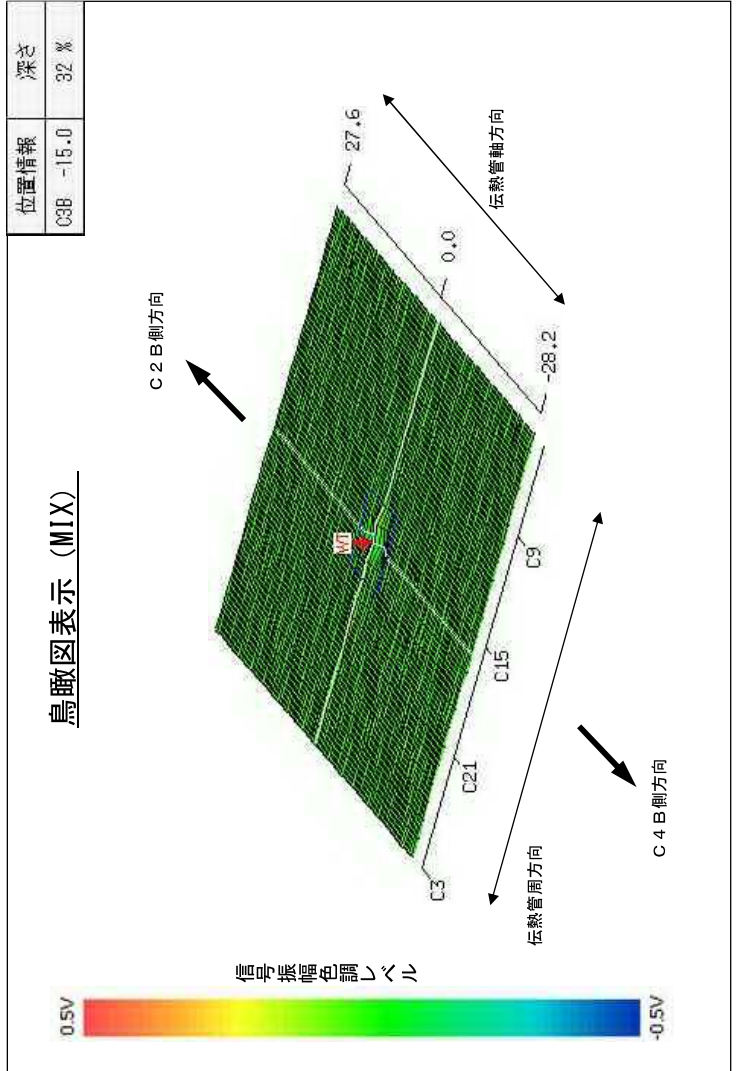 鳥瞰図表示（MIX）
位置情報 深さ
C3B -15.0 32 %
0.5V
信号振幅色調レベル
-0.5V
C２B側方向
WT
27.6
0.0
-28.2
伝熱管軸方向
C3
C21
C15
C9
伝熱管周方向
C４B側方向